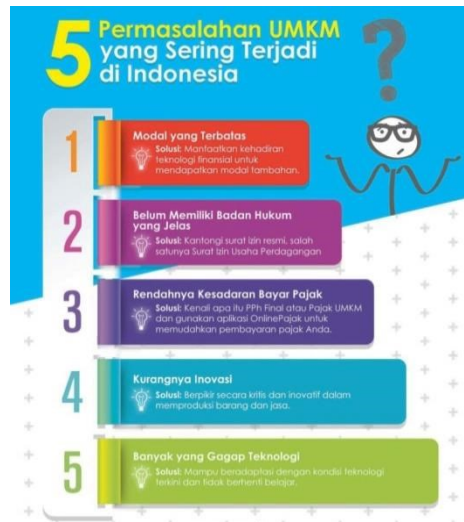 5 Permasalahan UMKM
yang Sering Terjadi
di Indonesia
?
1
Modal yang Terbatas
Solusi: Manfaatkan kehadiran
teknologi finansial untuk
mendapatkan modal tambahan.
2
Belum Memiliki Badan Hukum
yang Jelas
Solusi: Kantongi surat izin resmi, salah
satunya Surat Izin Usaha Perdagangan
3
Rendahnya Kesadaran Bayar Pajak
Solusi: Kenali apa itu PPh Final atau Pajak UMKM
dan gunakan aplikasi OnlinePajak untuk
memudahkan pembayaran pajak Anda.
4
Kurangnya Inovasi
Solusi: Berpikir secara kritis dan inovatif dalam
memproduksi barang dan jasa.
5
Banyak yang Gagap Teknologi
Solusi: Mampu beradaptasi dengan kondisi teknologi
terkini dan tidak berhenti belajar.